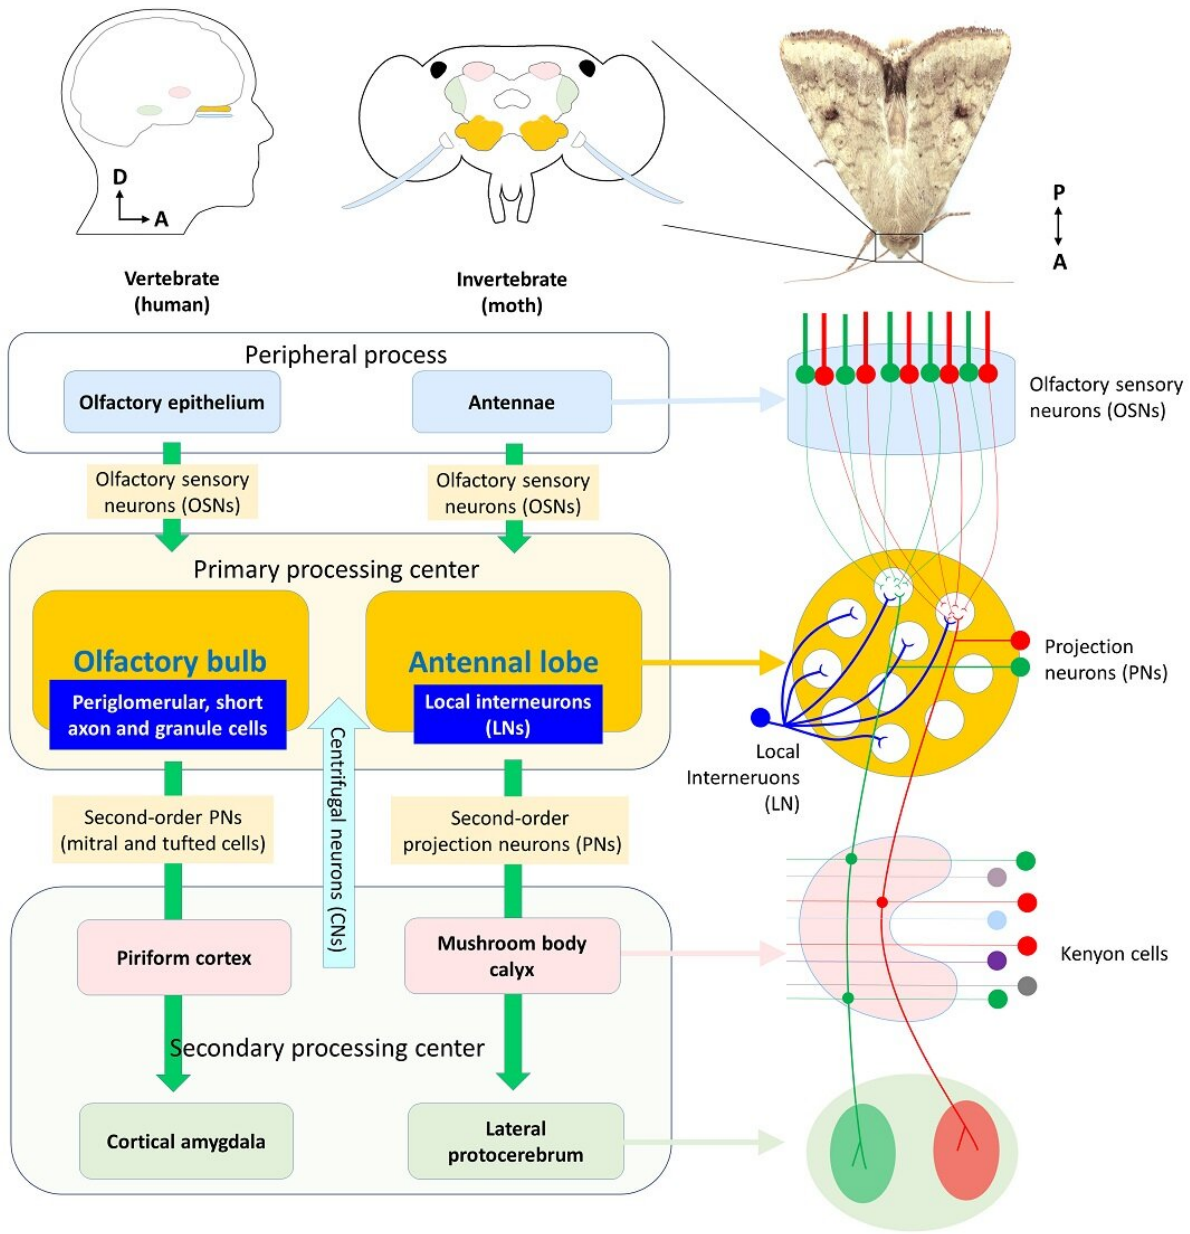 D
A
P
A
Vertebrate
(human)
Invertebrate
(moth)
Peripheral process
Olfactory epithelium
Antennae
Olfactory sensory
neurons (OSNs)
Olfactory sensory
neurons (OSNs)
Olfactory sensory
neurons (OSNs)
Primary processing center
Olfactory bulb
Periglomerular, short
axon and granule cells
Antennal lobe
Local interneurons
(LNs)
Projection
neurons (PNs)
Local
Interneruons
(LN)
Centrifugal neurons (CNs)
Second-order PNs
(mitral and tufted cells)
Second-order
projection neurons (PNs)
Piriform cortex
Mushroom body
calyx
Kenyon cells
Secondary processing center
Cortical amygdala
Lateral
protocerebrum